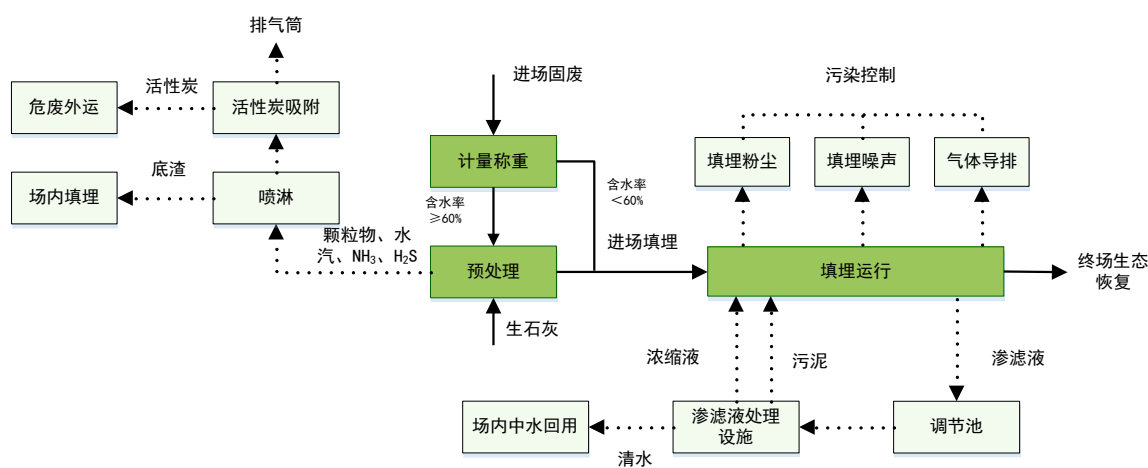 排气筒
进场固废
污染控制
活性炭
危废外运
活性炭吸附
计量称重
填埋粉尘
填埋噪声
气体导排
底渣
场内填埋
喷淋
含水率
≥60%
含水率
<60%
颗粒物、水
汽、NH₃、H₂S
预处理
进场填埋
填埋运行
终场生态
恢复
生石灰
浓缩液
污泥
渗滤液
场内中水回用
清水
渗滤液处理
设施
调节池